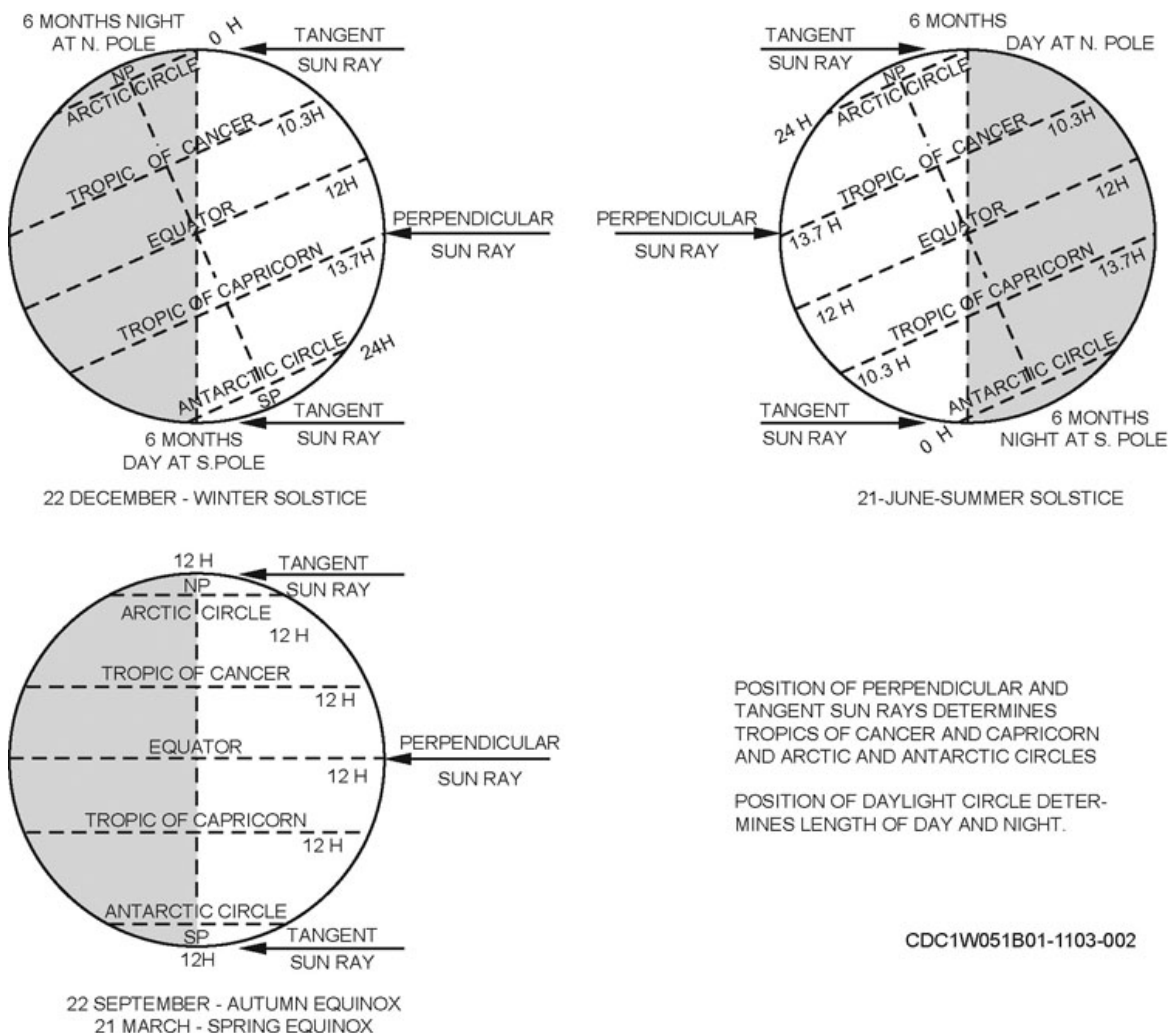 6 MONTHS NIGHT
AT N. POLE
0 H
TANGENT
SUN RAY
NP
ARCTIC CIRCLE
TROPIC OF CANCER
10.3H
EQUATOR
12H
PERPENDICULAR
SUN RAY
TROPIC OF CAPRICORN
13.7H
ANTARCTIC CIRCLE
24H
SP
TANGENT
SUN RAY
6 MONTHS
DAY AT S.POLE
22 DECEMBER - WINTER SOLSTICE
6 MONTHS
DAY AT N. POLE
TANGENT
SUN RAY
NP
ARCTIC CIRCLE
24 H
TROPIC OF CANCER
10.3H
PERPENDICULAR
SUN RAY
13.7 H
EQUATOR
12H
12 H
TROPIC OF CAPRICORN
13.7H
10.3 H
ANTARCTIC CIRCLE
TANGENT
SUN RAY
0 H
6 MONTHS
NIGHT AT S. POLE
21-JUNE-SUMMER SOLSTICE
12 H
TANGENT
SUN RAY
NP
ARCTIC CIRCLE
12 H
TROPIC OF CANCER
12 H
EQUATOR
12 H
PERPENDICULAR
SUN RAY
TROPIC OF CAPRICORN
12 H
ANTARCTIC CIRCLE
SP
12H
TANGENT
SUN RAY
22 SEPTEMBER - AUTUMN EQUINOX
21 MARCH - SPRING EQUINOX
POSITION OF PERPENDICULAR AND
TANGENT SUN RAYS DETERMINES
TROPICS OF CANCER AND CAPRICORN
AND ARCTIC AND ANTARCTIC CIRCLES
POSITION OF DAYLIGHT CIRCLE DETER-
MINES LENGTH OF DAY AND NIGHT.
CDC1W051B01-1103-002